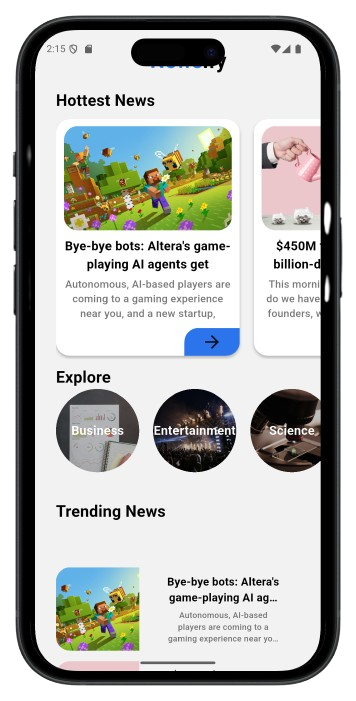 2:15
Hottest News
Bye-bye bots: Altera's game-
playing AI agents get
Autonomous, AI-based players are
coming to a gaming experience
near you, and a new startup,
$450M
billion-d
This morni
do we have
founders, w
Explore
Business
Entertainment
Science
Trending News
Bye-bye bots: Altera's
game-playing AI ag...
Autonomous, AI-based
players are coming to a
gaming experience near yo...